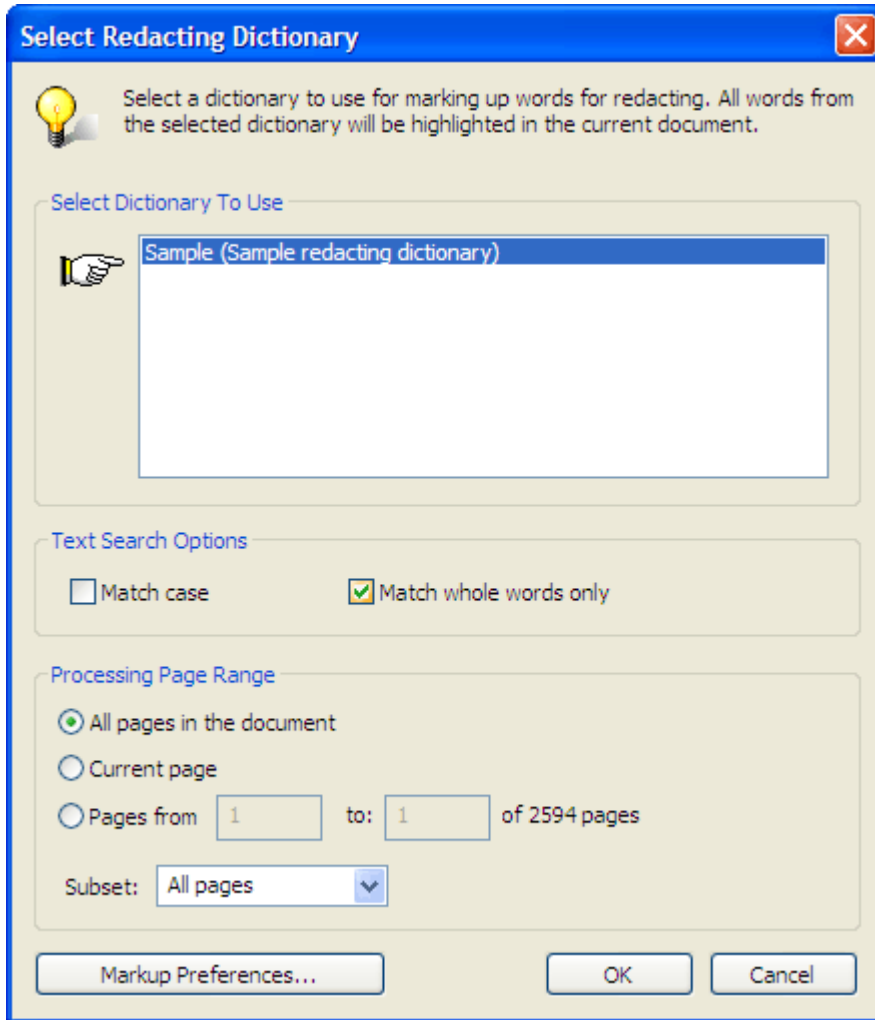 Select Redacting Dictionary
Select a dictionary to use for marking up words for redacting. All words from
the selected dictionary will be highlighted in the current document.
Select Dictionary To Use
Sample (Sample redacting dictionary)
Text Search Options
Match case Match whole words only
Processing Page Range
All pages in the document
Current page
Pages from 1 to: 1 of 2594 pages
Subset: All pages
Markup Preferences... OK Cancel